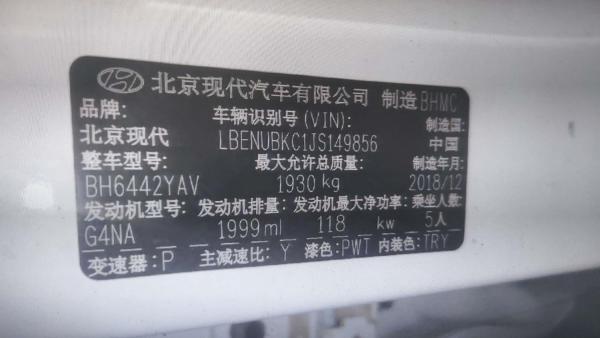 北京现代汽车有限公司 制造 BHMC
品牌: 车辆识别号(VIN): 制造国:
北京现代 LBENUBKC1JS149856 中国
整车型号: 最大允许总质量: 制造年月:
BH6442YAV 1930 kg 2018/12
发动机型号: 发动机排量: 发动机最大净功率: 乘坐人数:
G4NA 1999ml 118 kw 5人
变速器:P 主减速比:Y 漆色:PWT 内装色:TRY